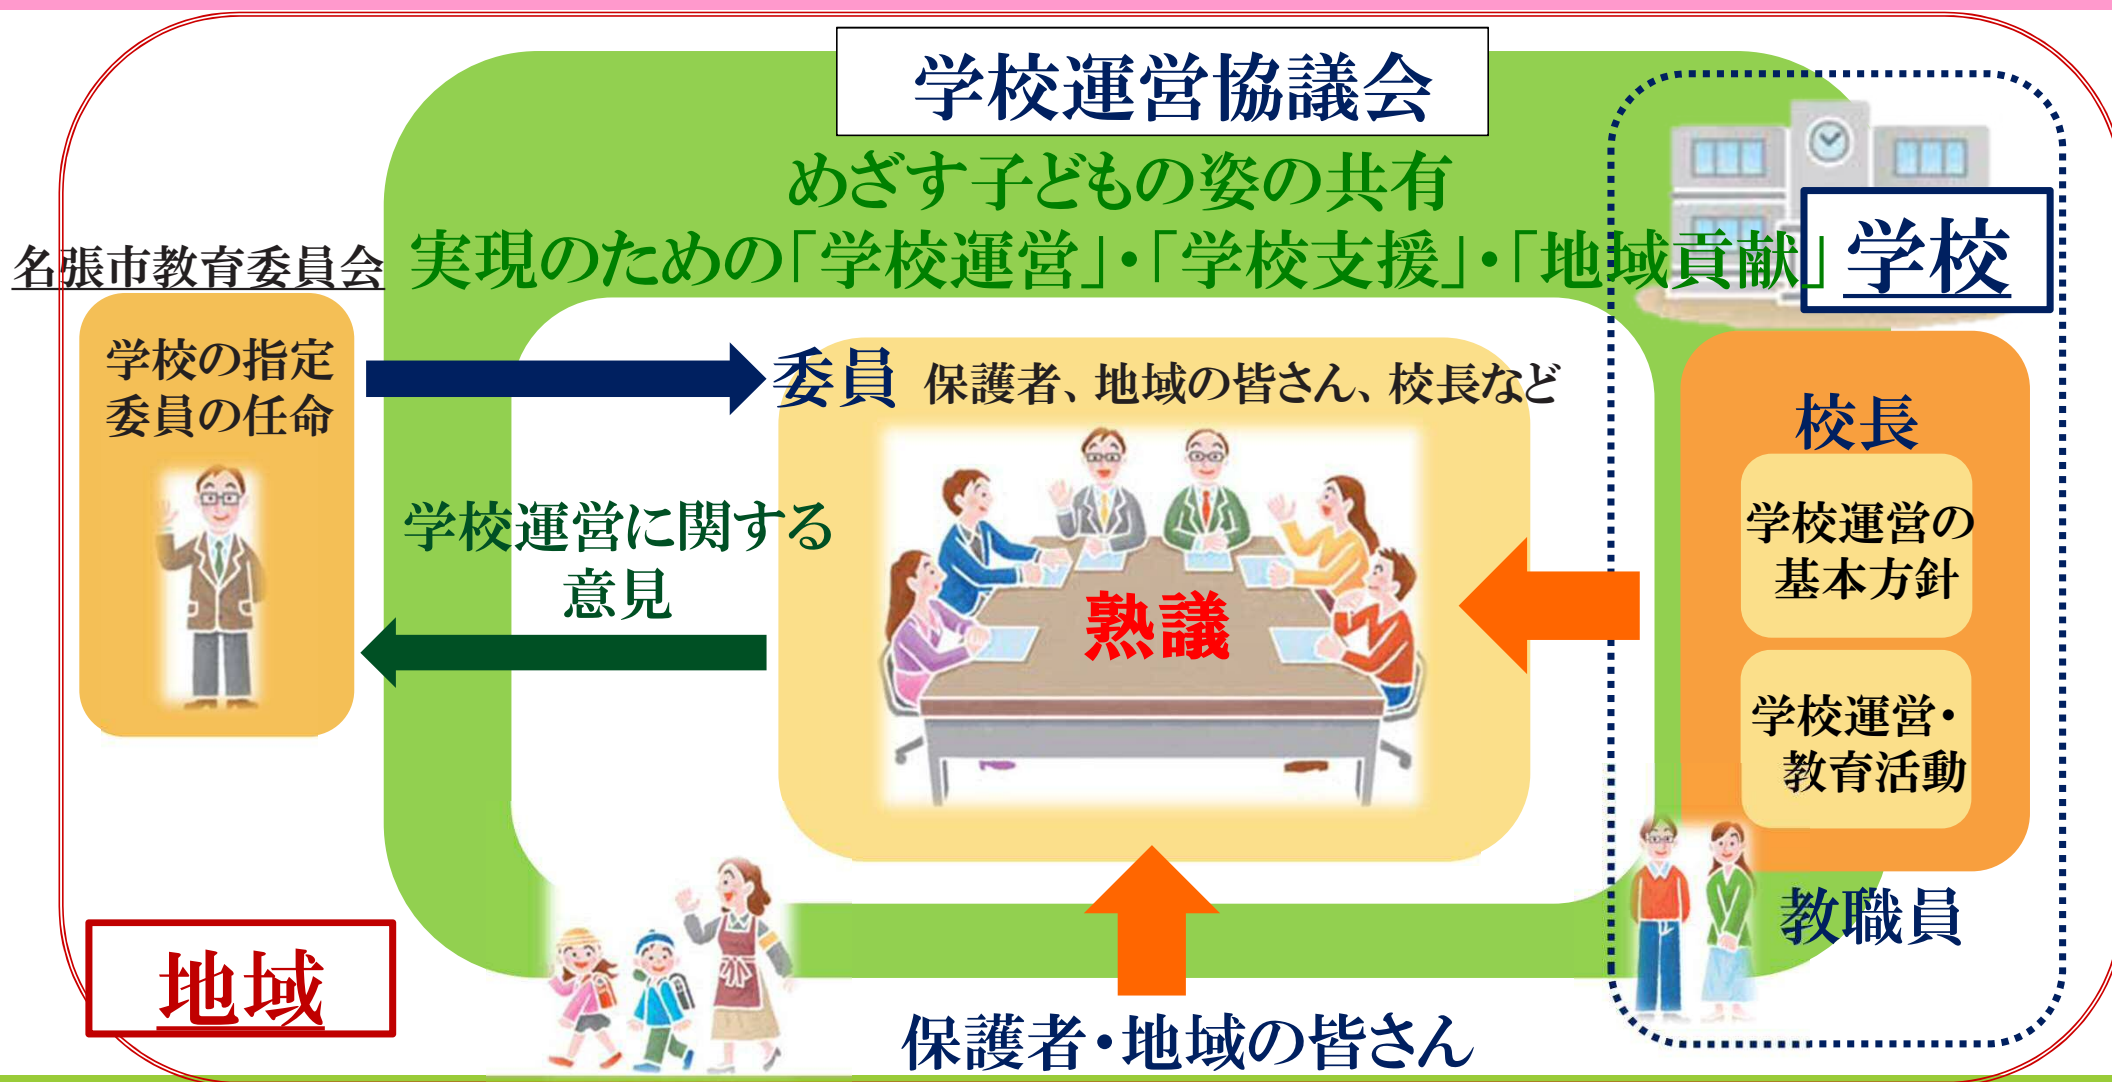 学校運営協議会
めざす子どもの姿の共有
実現のための「学校運営」・「学校支援」・「地域貢献」
学校
名張市教育委員会
学校の指定
委員の任命
委員 保護者、地域の皆さん、校長など
学校運営に関する
意見
熟議
校長
学校運営の
基本方針
学校運営・
教育活動
教職員
地域
保護者・地域の皆さん